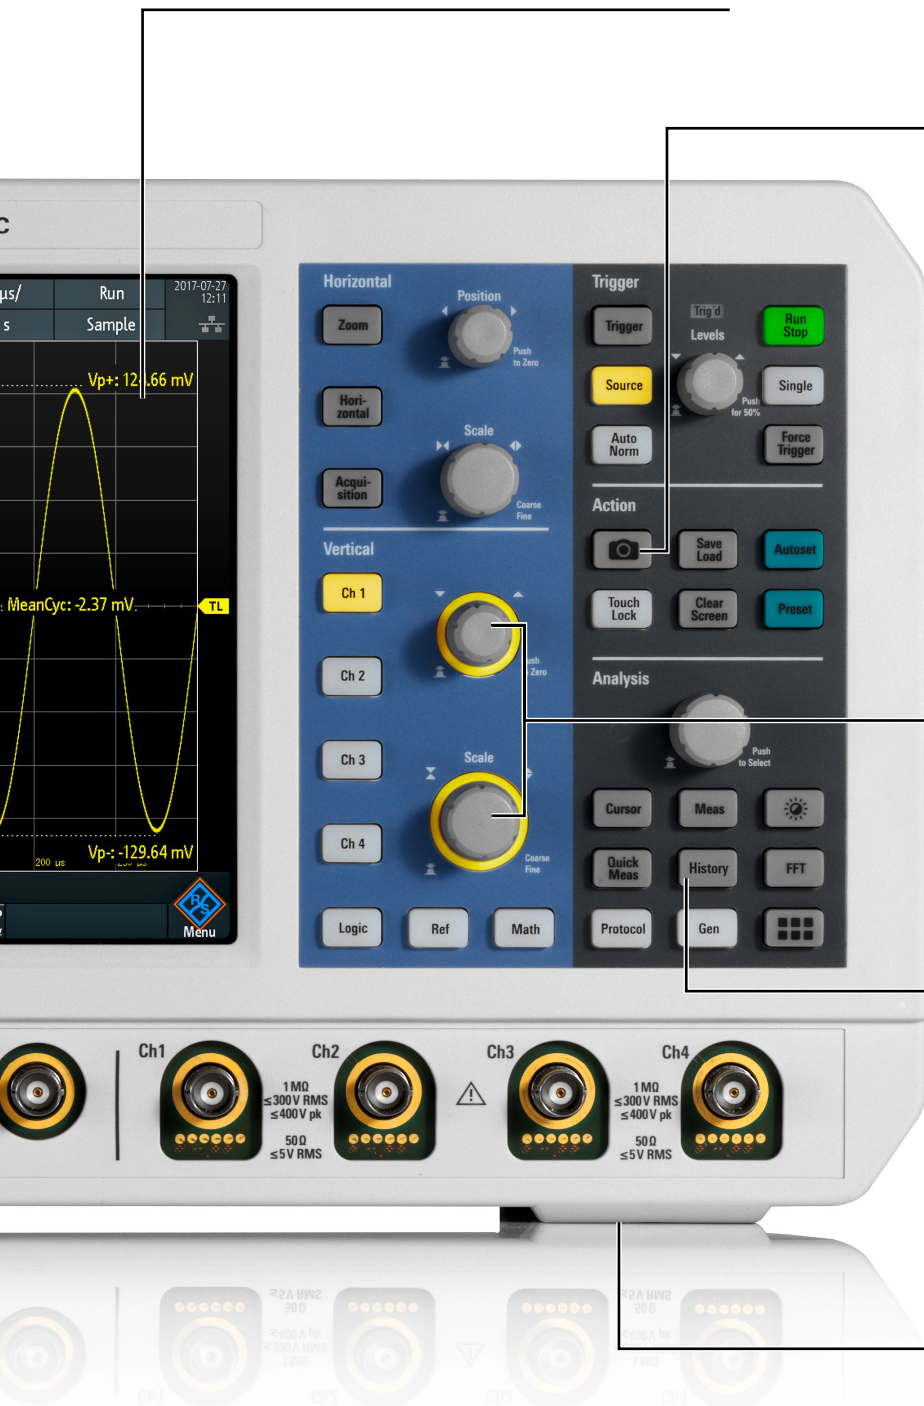 C
µs/
Run
2017-07-27
12:11
s
Sample
Vp+: 12 .66 mV
MeanCyc: -2.37 mV
TL
Vp-: -129.64 mV
200 µs
R
S
Menu
z
Horizontal
Position
Zoom
Push
to Zero
Hori-
zontal
Scale
Acqui-
sition
Coarse
Fine
Vertical
Ch 1
ush
Zero
Ch 2
Ch 3
Scale
Ch 4
Coarse
Fine
Logic
Ref
Math
Trigger
Trig'd
Trigger
Levels
Run
Stop
Source
Single
Push
for 50%
Auto
Norm
Force
Trigger
Action
Save
Load
Autoset
Touch
Lock
Clear
Screen
Preset
Analysis
Push
to Select
Cursor
Meas
Quick
Meas
History
FFT
Protocol
Gen
Ch1
Ch2
Ch3
Ch4
1 MΩ
≤300 V RMS
≤400 V pk
50 Ω
≤5 V RMS
1 MΩ
≤300 V RMS
≤400 V pk
50 Ω
≤5 V RMS